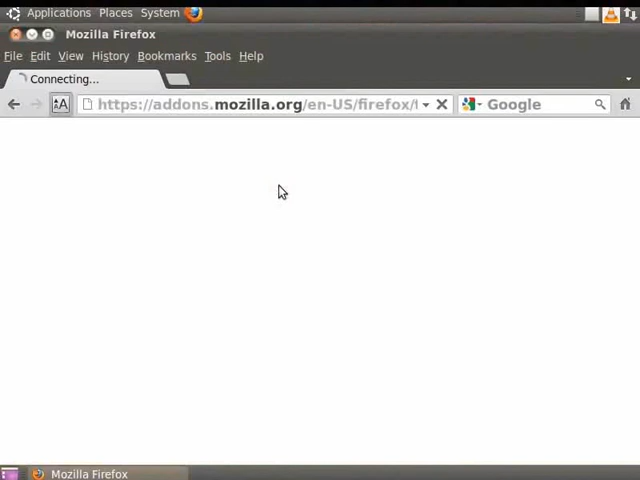 Applications Places System
Mozilla Firefox
File Edit View History Bookmarks Tools Help
Connecting...
AA https://addons.mozilla.org/en-US/firefox/ Google
Mozilla Firefox